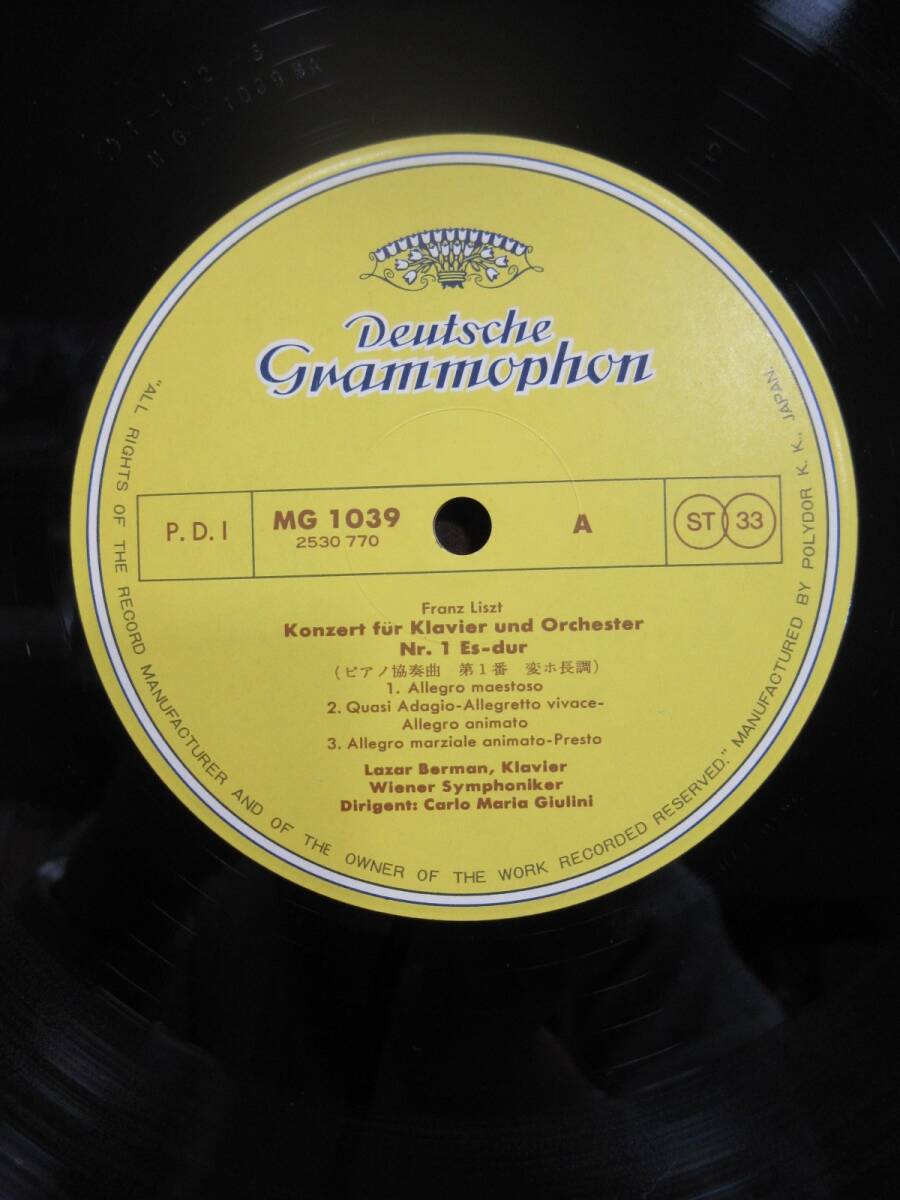 MG-1039 MA
Deutsche
Grammophon
P.D.I
MG 1039
2530 770
A
ST 33
Franz Liszt
Konzert für Klavier und Orchester
Nr. 1 Es-dur
(ピアノ協奏曲 第1番 変ホ長調)
1. Allegro maestoso
2. Quasi Adagio-Allegretto vivace-
Allegro animato
3. Allegro marziale animato-Presto
Lazar Berman, Klavier
Wiener Symphoniker
Dirigent: Carlo Maria Giulini
"ALL RIGHTS OF THE RECORD MANUFACTURER AND OF THE OWNER OF THE WORK RECORDED RESERVED." MANUFACTURED BY POLYDOR K. K., JAPAN.